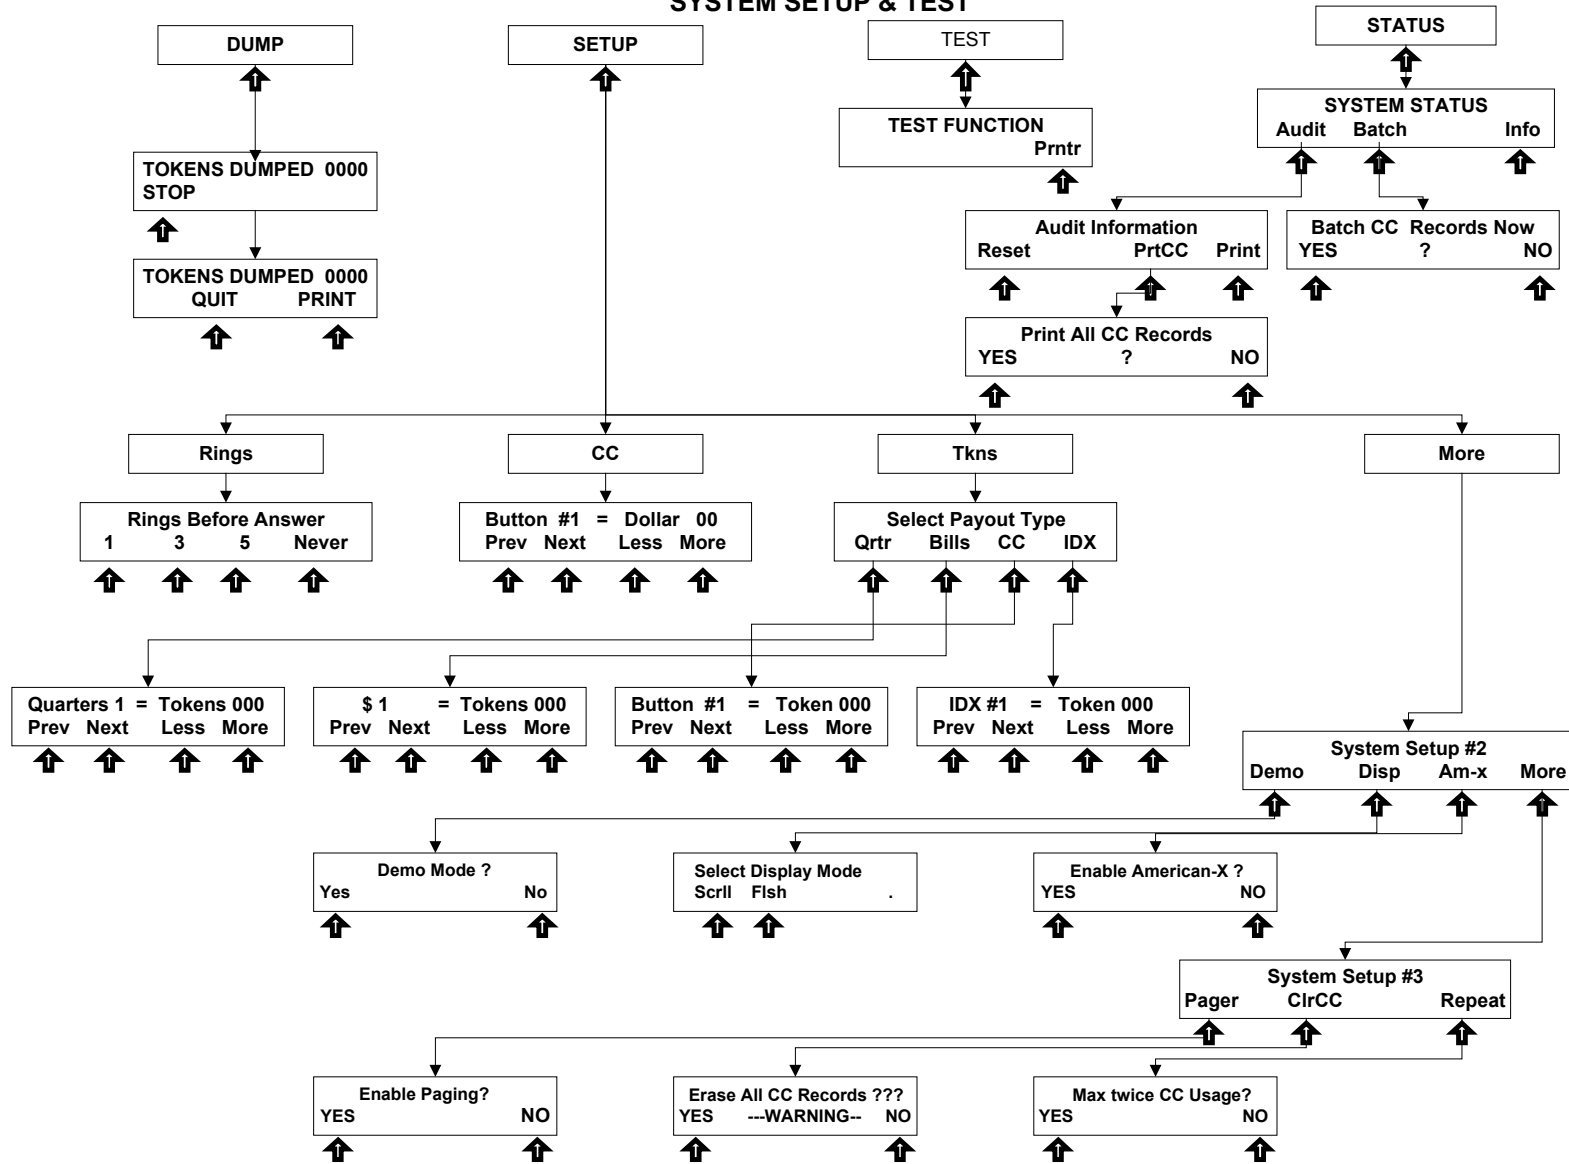 SYSTEM SETUP & TEST
DUMP
SETUP
TEST
STATUS
SYSTEM STATUS
Audit Batch Info
TEST FUNCTION
Prntr
TOKENS DUMPED 0000
STOP
Audit Information
Reset PrtCC Print
Batch CC Records Now
YES ? NO
TOKENS DUMPED 0000
QUIT PRINT
Print All CC Records
YES ? NO
Rings
CC
Tkns
More
Rings Before Answer
1 3 5 Never
Button #1 = Dollar 00
Prev Next Less More
Select Payout Type
Qrtr Bills CC IDX
Quarters 1 = Tokens 000
Prev Next Less More
$ 1 = Tokens 000
Prev Next Less More
Button #1 = Token 000
Prev Next Less More
IDX #1 = Token 000
Prev Next Less More
System Setup #2
Demo Disp Am-x More
Demo Mode ?
Yes No
Select Display Mode
Scrll Flsh .
Enable American-X ?
YES NO
System Setup #3
Pager ClrCC Repeat
Enable Paging?
YES NO
Erase All CC Records ???
YES ---WARNING-- NO
Max twice CC Usage?
YES NO